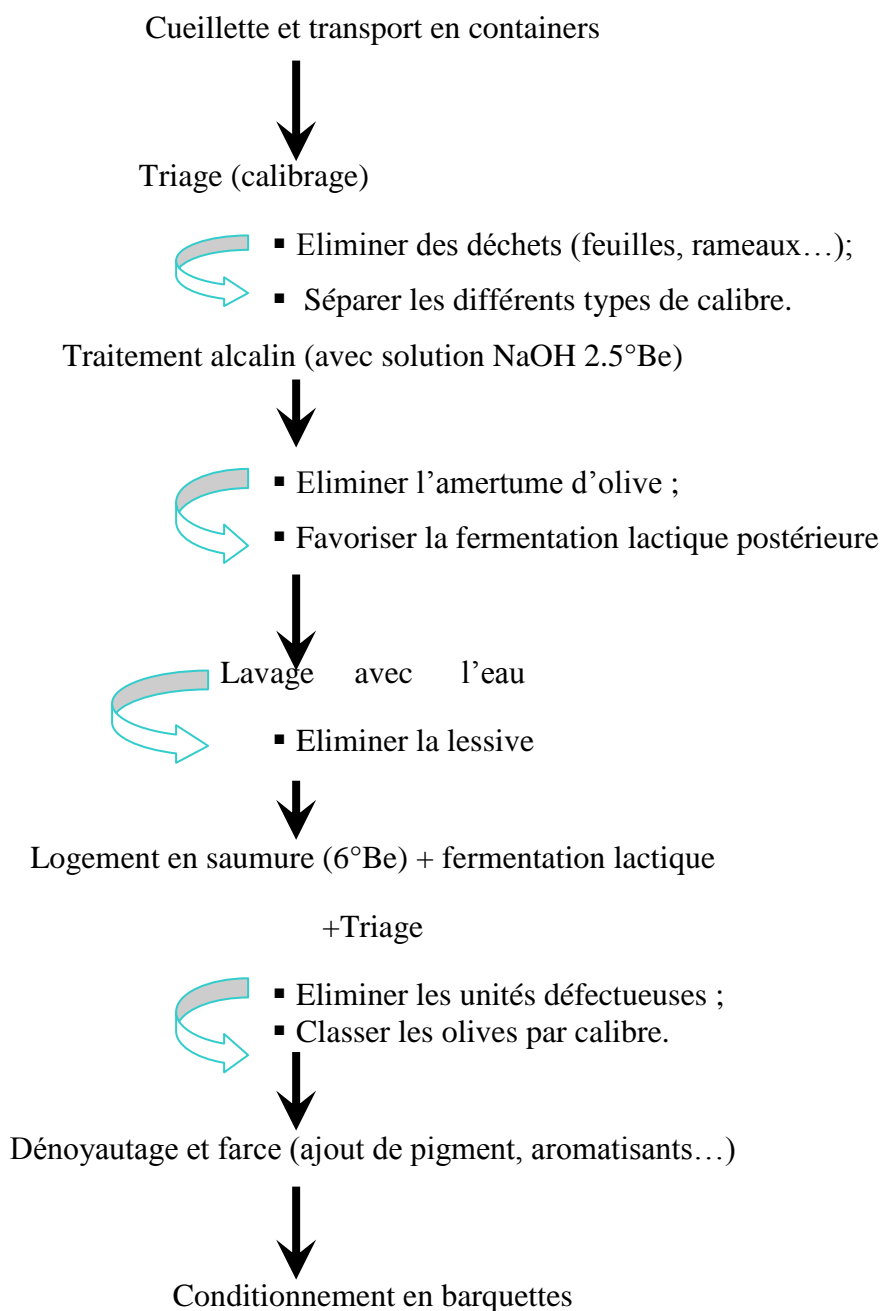 Cueillette et transport en containers
Triage (calibrage)
▪ Eliminer des déchets (feuilles, rameaux…);
▪ Séparer les différents types de calibre.
Traitement alcalin (avec solution NaOH 2.5°Be)
▪ Eliminer l’amertume d’olive ;
▪ Favoriser la fermentation lactique postérieure
Lavage avec l’eau
▪ Eliminer la lessive
Logement en saumure (6°Be) + fermentation lactique
+Triage
▪ Eliminer les unités défectueuses ;
▪ Classer les olives par calibre.
Dénoyautage et farce (ajout de pigment, aromatisants…)
Conditionnement en barquettes